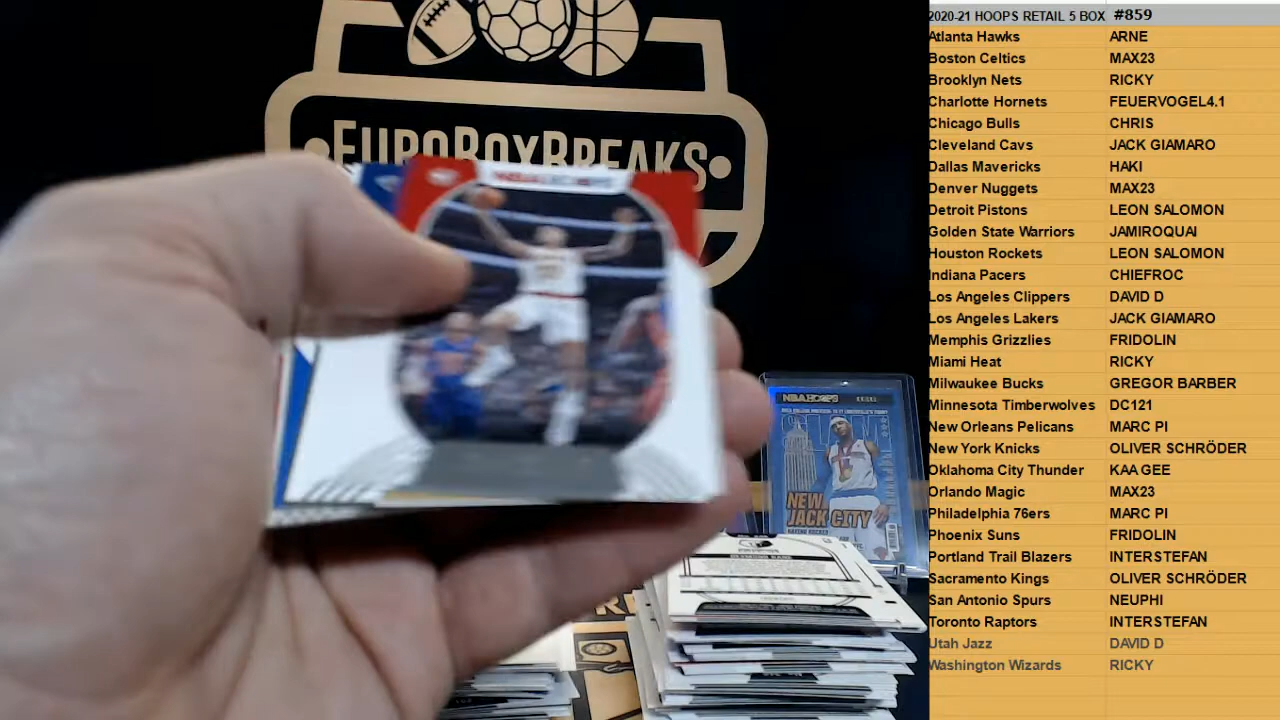 EUROBOXBREAKS
NBA HOOPS
NEW
JACK CITY
2020-21 HOOPS RETAIL 5 BOX #859
Atlanta Hawks ARNE
Boston Celtics MAX23
Brooklyn Nets RICKY
Charlotte Hornets FEUERVOGEL4.1
Chicago Bulls CHRIS
Cleveland Cavs JACK GIAMARO
Dallas Mavericks HAKI
Denver Nuggets MAX23
Detroit Pistons LEON SALOMON
Golden State Warriors JAMIROQUAI
Houston Rockets LEON SALOMON
Indiana Pacers CHIEFROC
Los Angeles Clippers DAVID D
Los Angeles Lakers JACK GIAMARO
Memphis Grizzlies FRIDOLIN
Miami Heat RICKY
Milwaukee Bucks GREGOR BARBER
Minnesota Timberwolves DC121
New Orleans Pelicans MARC PI
New York Knicks OLIVER SCHRÖDER
Oklahoma City Thunder KAA GEE
Orlando Magic MAX23
Philadelphia 76ers MARC PI
Phoenix Suns FRIDOLIN
Portland Trail Blazers INTERSTEFAN
Sacramento Kings OLIVER SCHRÖDER
San Antonio Spurs NEUPHI
Toronto Raptors INTERSTEFAN
Utah Jazz DAVID D
Washington Wizards RICKY